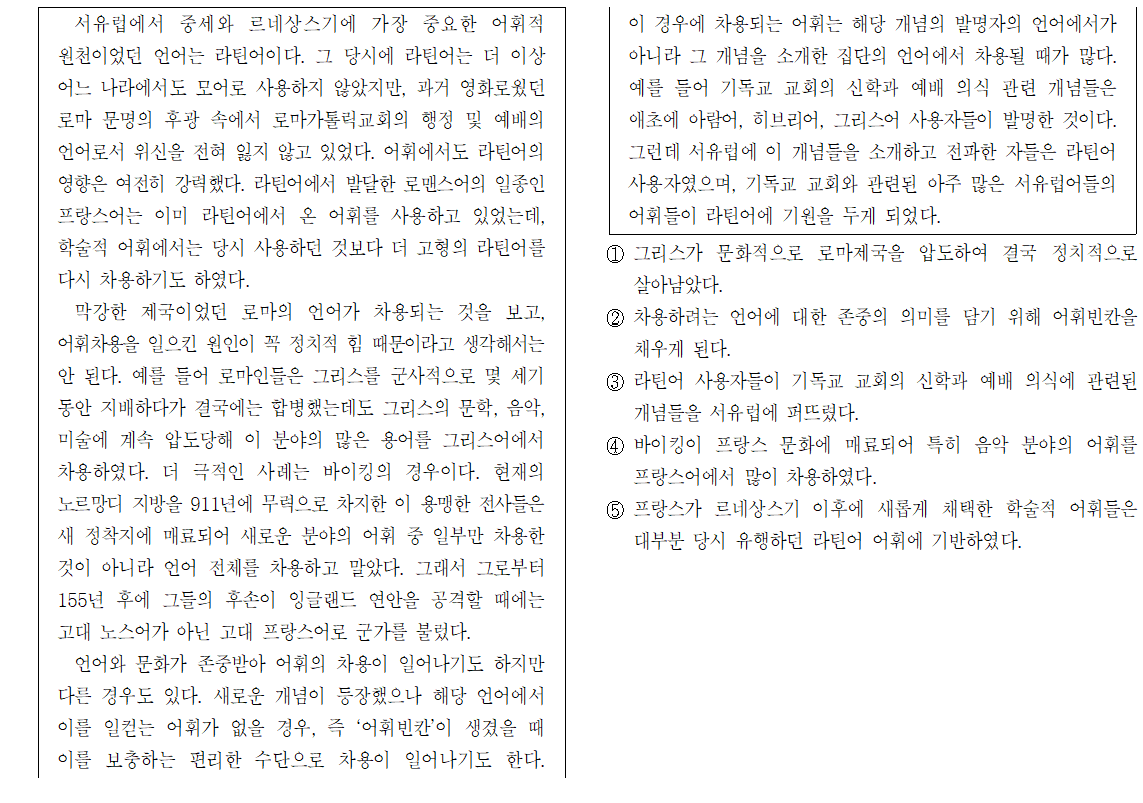 서유럽에서 중세와 르네상스기에 가장 중요한 어휘적
원천이었던 언어는 라틴어이다. 그 당시에 라틴어는 더 이상
어느 나라에서도 모어로 사용하지 않았지만, 과거 영화로웠던
로마 문명의 후광 속에서 로마가톨릭교회의 행정 및 예배의
언어로서 위신을 전혀 잃지 않고 있었다. 어휘에서도 라틴어의
영향은 여전히 강력했다. 라틴어에서 발달한 로맨스어의 일종인
프랑스어는 이미 라틴어에서 온 어휘를 사용하고 있었는데,
학술적 어휘에서는 당시 사용하던 것보다 더 고형의 라틴어를
다시 차용하기도 하였다.
막강한 제국이었던 로마의 언어가 차용되는 것을 보고,
어휘차용을 일으킨 원인이 꼭 정치적 힘 때문이라고 생각해서는
안 된다. 예를 들어 로마인들은 그리스를 군사적으로 몇 세기
동안 지배하다가 결국에는 합병했는데도 그리스의 문학, 음악,
미술에 계속 압도당해 이 분야의 많은 용어를 그리스어에서
차용하였다. 더 극적인 사례는 바이킹의 경우이다. 현재의
노르망디 지방을 911년에 무력으로 차지한 이 용맹한 전사들은
새 정착지에 매료되어 새로운 분야의 어휘 중 일부만 차용한
것이 아니라 언어 전체를 차용하고 말았다. 그래서 그로부터
155년 후에 그들의 후손이 잉글랜드 연안을 공격할 때에는
고대 노스어가 아닌 고대 프랑스어로 군가를 불렀다.
언어와 문화가 존중받아 어휘의 차용이 일어나기도 하지만
다른 경우도 있다. 새로운 개념이 등장했으나 해당 언어에서
이를 일컫는 어휘가 없을 경우, 즉 ‘어휘빈칸’이 생겼을 때
이를 보충하는 편리한 수단으로 차용이 일어나기도 한다.
이 경우에 차용되는 어휘는 해당 개념의 발명자의 언어에서가
아니라 그 개념을 소개한 집단의 언어에서 차용될 때가 많다.
예를 들어 기독교 교회의 신학과 예배 의식 관련 개념들은
애초에 아람어, 히브리어, 그리스어 사용자들이 발명한 것이다.
그런데 서유럽에 이 개념들을 소개하고 전파한 자들은 라틴어
사용자였으며, 기독교 교회와 관련된 아주 많은 서유럽어들의
어휘들이 라틴어에 기원을 두게 되었다.
① 그리스가 문화적으로 로마제국을 압도하여 결국 정치적으로
살아남았다.
② 차용하려는 언어에 대한 존중의 의미를 담기 위해 어휘빈칸을
채우게 된다.
③ 라틴어 사용자들이 기독교 교회의 신학과 예배 의식에 관련된
개념들을 서유럽에 퍼뜨렸다.
④ 바이킹이 프랑스 문화에 매료되어 특히 음악 분야의 어휘를
프랑스어에서 많이 차용하였다.
⑤ 프랑스가 르네상스기 이후에 새롭게 채택한 학술적 어휘들은
대부분 당시 유행하던 라틴어 어휘에 기반하였다.